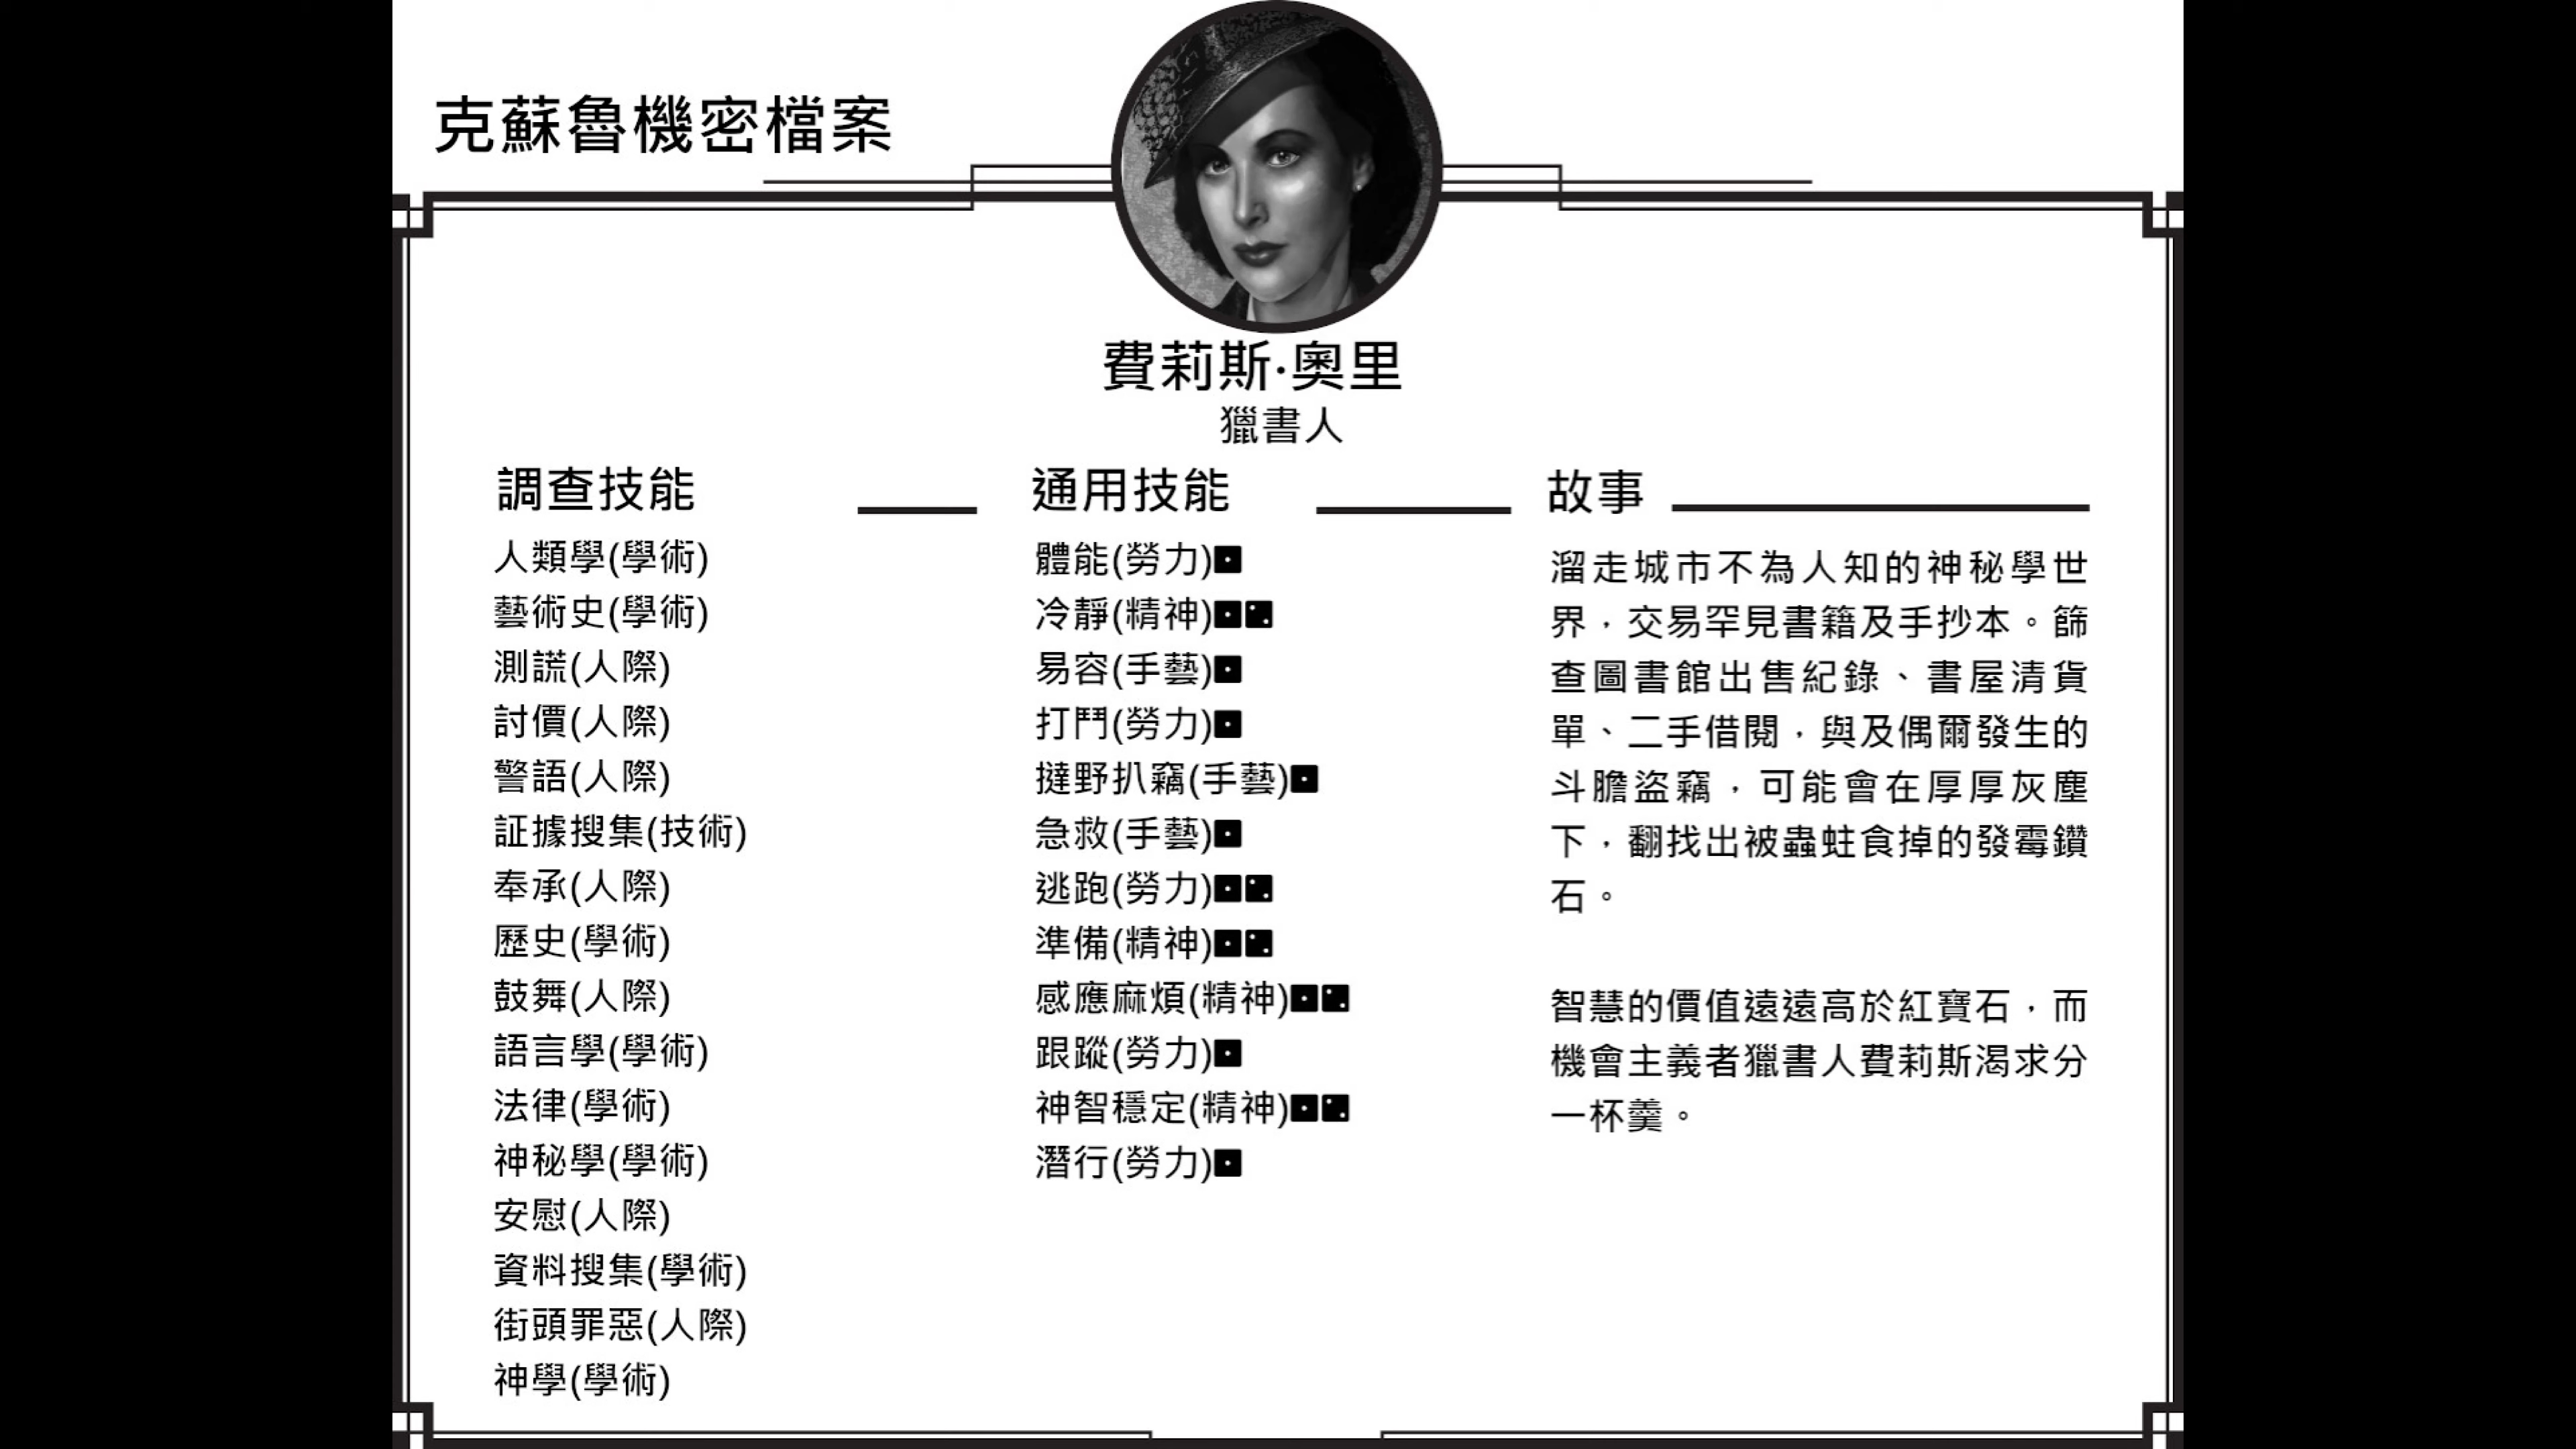 克蘇魯機密檔案
費莉斯·奧里
獵書人
調查技能
人類學(學術)
藝術史(學術)
測謊(人際)
討價(人際)
警語(人際)
証據搜集(技術)
奉承(人際)
歷史(學術)
鼓舞(人際)
語言學(學術)
法律(學術)
神秘學(學術)
安慰(人際)
資料搜集(學術)
街頭罪惡(人際)
神學(學術)
通用技能
體能(勞力)⚀
冷靜(精神)⚀⚁
易容(手藝)⚀
打鬥(勞力)⚀
撻野扒竊(手藝)⚀
急救(手藝)⚀
逃跑(勞力)⚀⚁
準備(精神)⚀⚁
感應麻煩(精神)⚀⚁
跟蹤(勞力)⚀
神智穩定(精神)⚀⚁
潛行(勞力)⚀
故事
溜走城市不為人知的神秘學世
界，交易罕見書籍及手抄本。篩
查圖書館出售紀錄、書屋清貨
單、二手借閱，與及偶爾發生的
斗膽盜竊，可能會在厚厚灰塵
下，翻找出被蟲蛀食掉的發霉鑽
石。
智慧的價值遠遠高於紅寶石，而
機會主義者獵書人費莉斯渴求分
一杯羹。